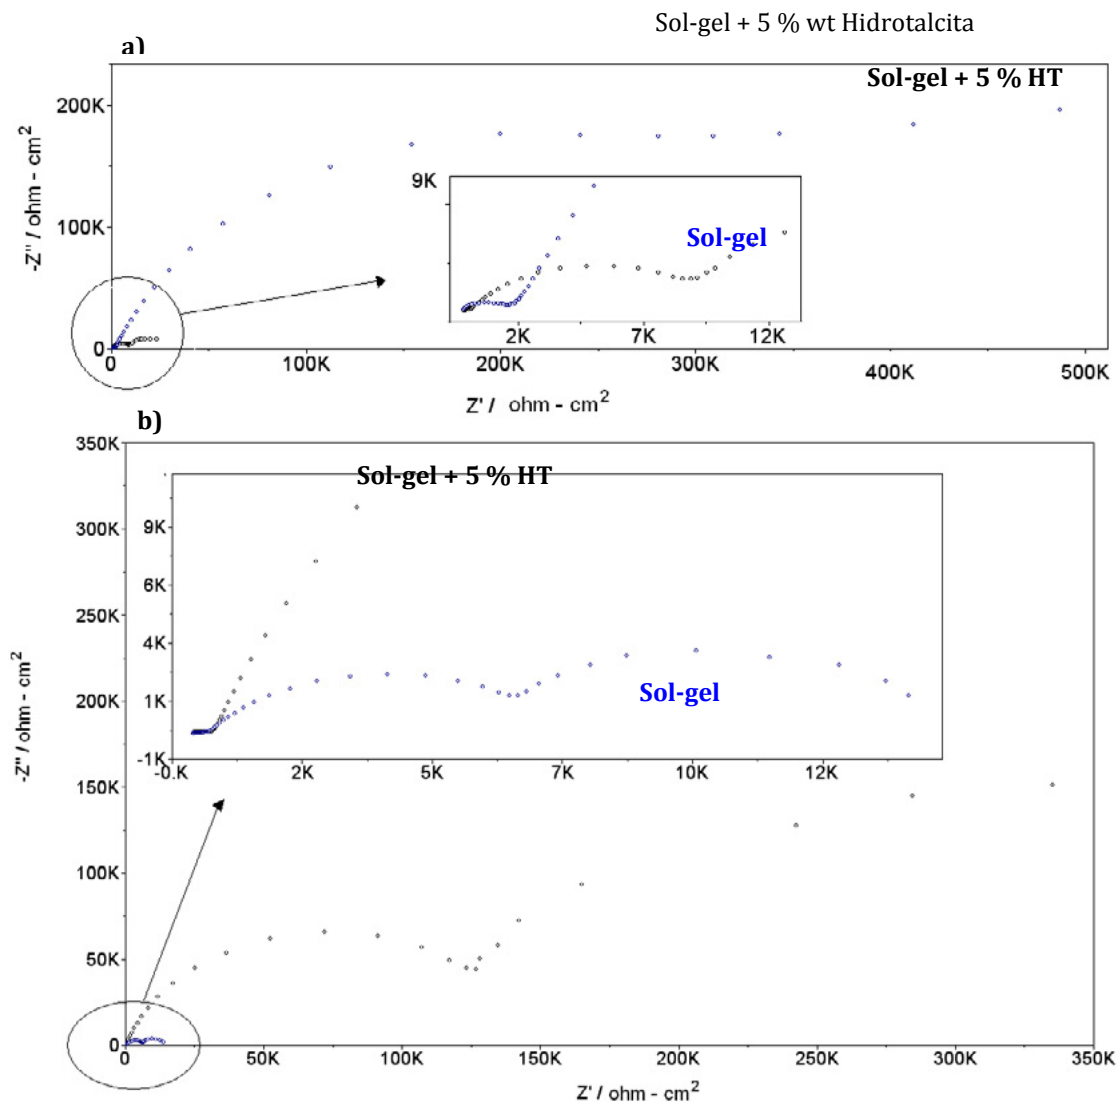 Sol-gel + 5 % wt Hidrotalcita
a)
Sol-gel + 5 % HT
200K
100K
0
-Z'' / ohm - cm²
9K
Sol-gel
2K 7K 12K
0 100K 200K 300K 400K 500K
Z' / ohm - cm²
b)
350K
300K
250K
200K
150K
100K
50K
0
-Z'' / ohm - cm²
Sol-gel + 5 % HT
9K
6K
4K
1K
-1K
Sol-gel
-0.K 2K 5K 7K 10K 12K
0 50K 100K 150K 200K 250K 300K 350K
Z' / ohm - cm²